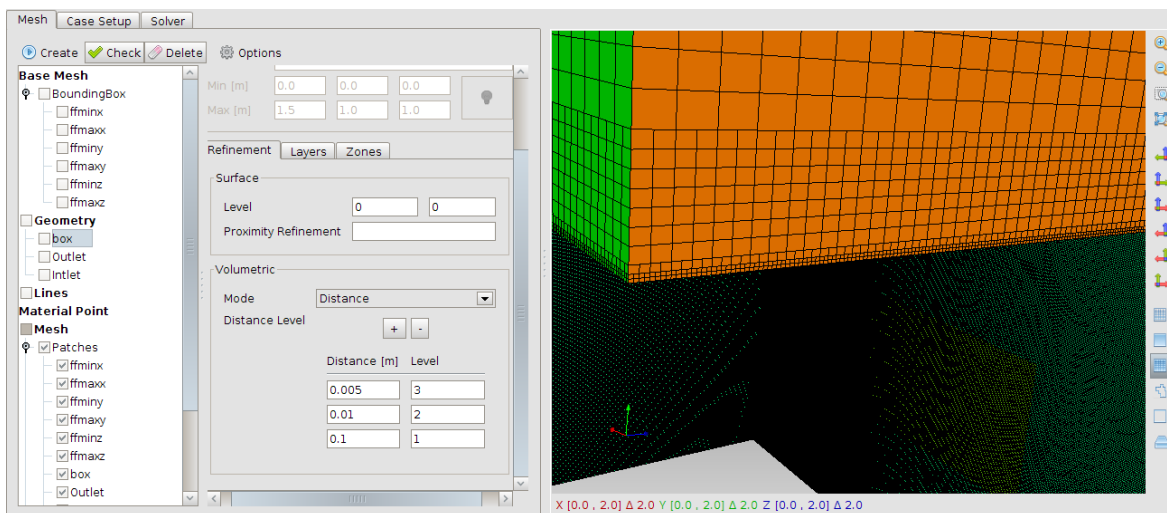 Mesh Case Setup Solver
Create Check Delete Options
Base Mesh
BoundingBox
ffminx
ffmaxx
ffminy
ffmaxy
ffminz
ffmaxz
Geometry
box
Outlet
Intlet
Lines
Material Point
Mesh
Patches
ffminx
ffmaxx
ffminy
ffmaxy
ffminz
ffmaxz
box
Outlet
Min [m] 0.0 0.0 0.0
Max [m] 1.5 1.0 1.0
Refinement Layers Zones
Surface
Level 0 0
Proximity Refinement
Volumetric
Mode Distance
Distance Level + -
Distance [m] Level
0.005 3
0.01 2
0.1 1
X [0.0 , 2.0] Δ 2.0 Y [0.0 , 2.0] Δ 2.0 Z [0.0 , 2.0] Δ 2.0